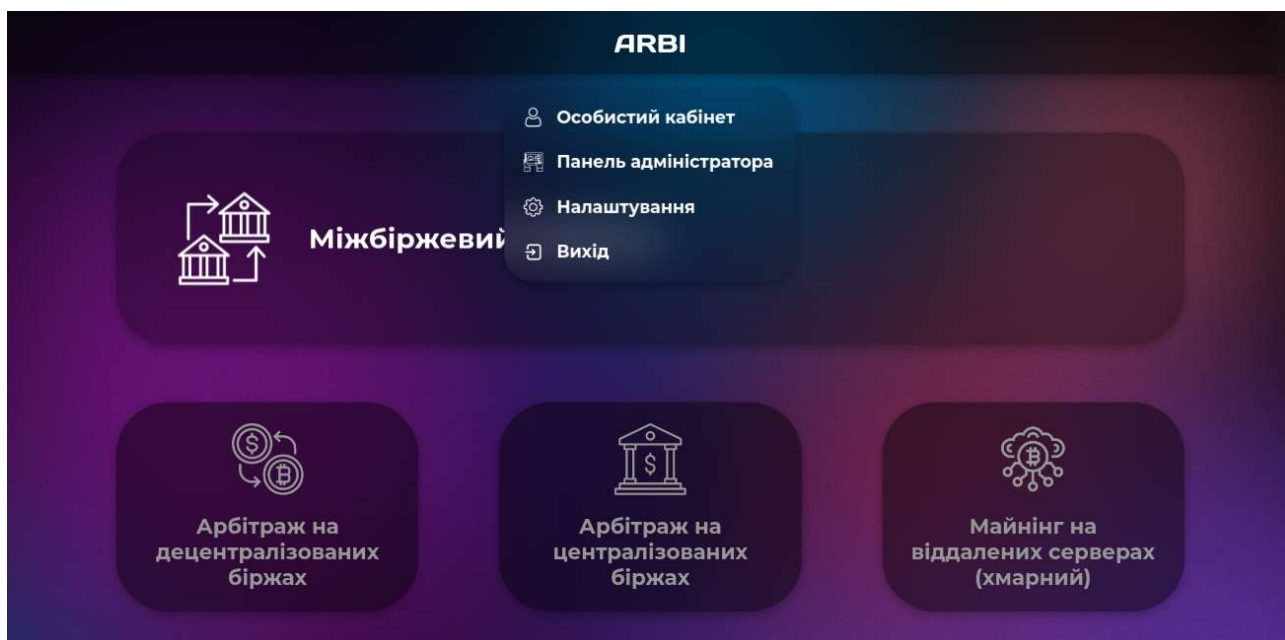 ARBI
Особистий кабінет
Панель адміністратора
Налаштування
Вихід
Міжбіржевий
Арбітраж на
децентралізованих
біржах
Арбітраж на
централізованих
біржах
Майнінг на
віддалених серверах
(хмарний)